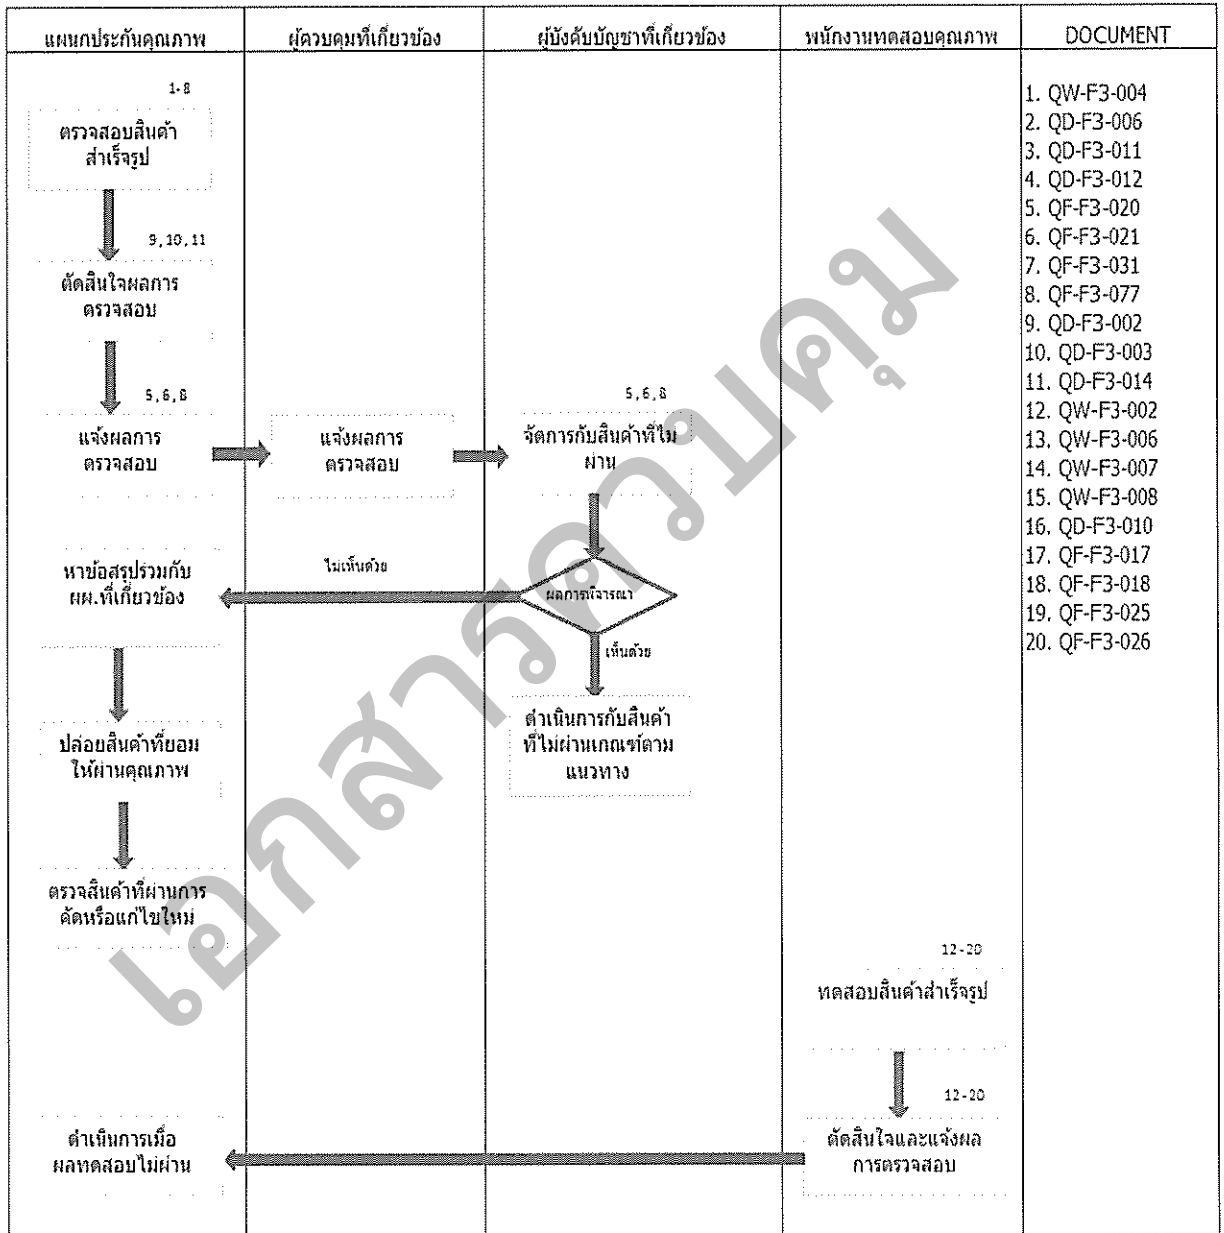 แผนกประกันคุณภาพ
ผู้ควบคุมที่เกี่ยวข้อง
ผู้บังคับบัญชาที่เกี่ยวข้อง
พนักงานทดสอบคุณภาพ
DOCUMENT
1-8
ตรวจสอบสินค้า
สำเร็จรูป
9,10,11
ตัดสินใจผลการ
ตรวจสอบ
5,6,8
แจ้งผลการ
ตรวจสอบ
แจ้งผลการ
ตรวจสอบ
5,6,8
จัดการกับสินค้าที่ไม่
ผ่าน
ผลการพิจารณา
ไม่เห็นด้วย
เห็นด้วย
หาข้อสรุปร่วมกับ
ผผ.ที่เกี่ยวข้อง
ดำเนินการกับสินค้า
ที่ไม่ผ่านเกณฑ์ตาม
แนวทาง
ปล่อยสินค้าที่ยอม
ให้ผ่านคุณภาพ
ตรวจสินค้าที่ผ่านการ
คัดหรือแก้ไขใหม่
12-20
ทดสอบสินค้าสำเร็จรูป
12-20
ตัดสินใจและแจ้งผล
การตรวจสอบ
ดำเนินการเมื่อ
ผลทดสอบไม่ผ่าน
1. QW-F3-004
2. QD-F3-006
3. QD-F3-011
4. QD-F3-012
5. QF-F3-020
6. QF-F3-021
7. QF-F3-031
8. QF-F3-077
9. QD-F3-002
10. QD-F3-003
11. QD-F3-014
12. QW-F3-002
13. QW-F3-006
14. QW-F3-007
15. QW-F3-008
16. QD-F3-010
17. QF-F3-017
18. QF-F3-018
19. QF-F3-025
20. QF-F3-026
เอกสารควบคุม